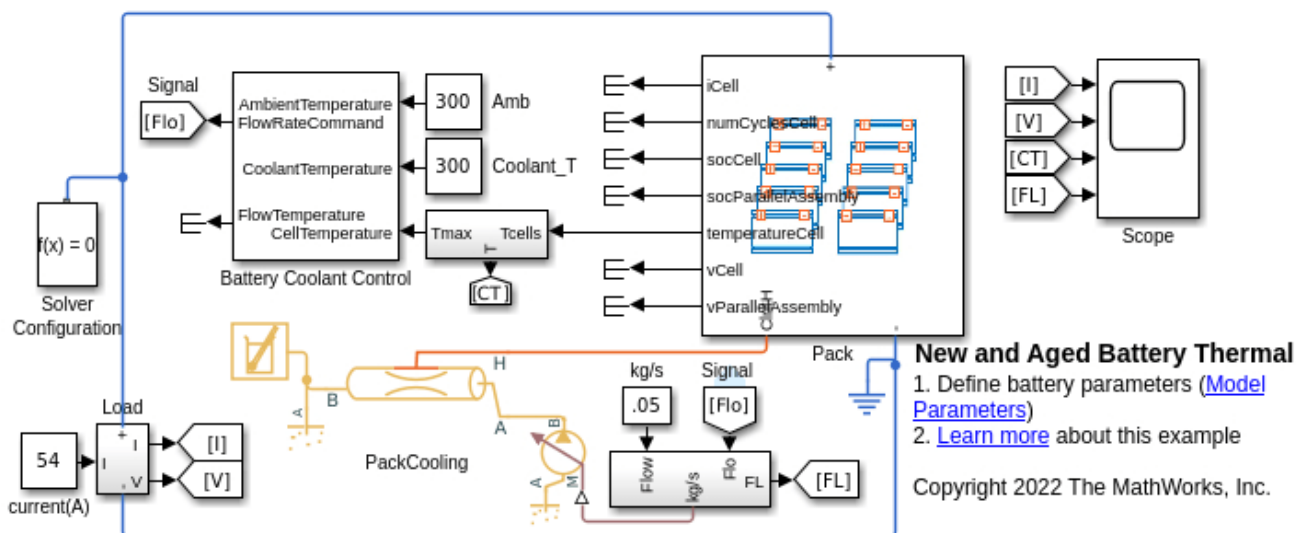 Signal
[Flo]
AmbientTemperature
FlowRateCommand
CoolantTemperature
FlowTemperature
CellTemperature
Battery Coolant Control
300
Amb
300
Coolant_T
Tmax
Tcells
T
[CT]
+
iCell
numCyclesCell
socCell
socParallelAssembly
temperatureCell
vCell
vParallelAssembly
-
Pack
[I]
[V]
[CT]
[FL]
Scope
f(x) = 0
Solver
Configuration
Load
54
current(A)
+
I
I
V
-
[I]
[V]
A
B
H
A
PackCooling
B
A
M
kg/s
.05
Signal
[Flo]
Flow
Flo
kg/s
FL
[FL]
New and Aged Battery Thermal
1. Define battery parameters (Model
Parameters)
2. Learn more about this example
Copyright 2022 The MathWorks, Inc.